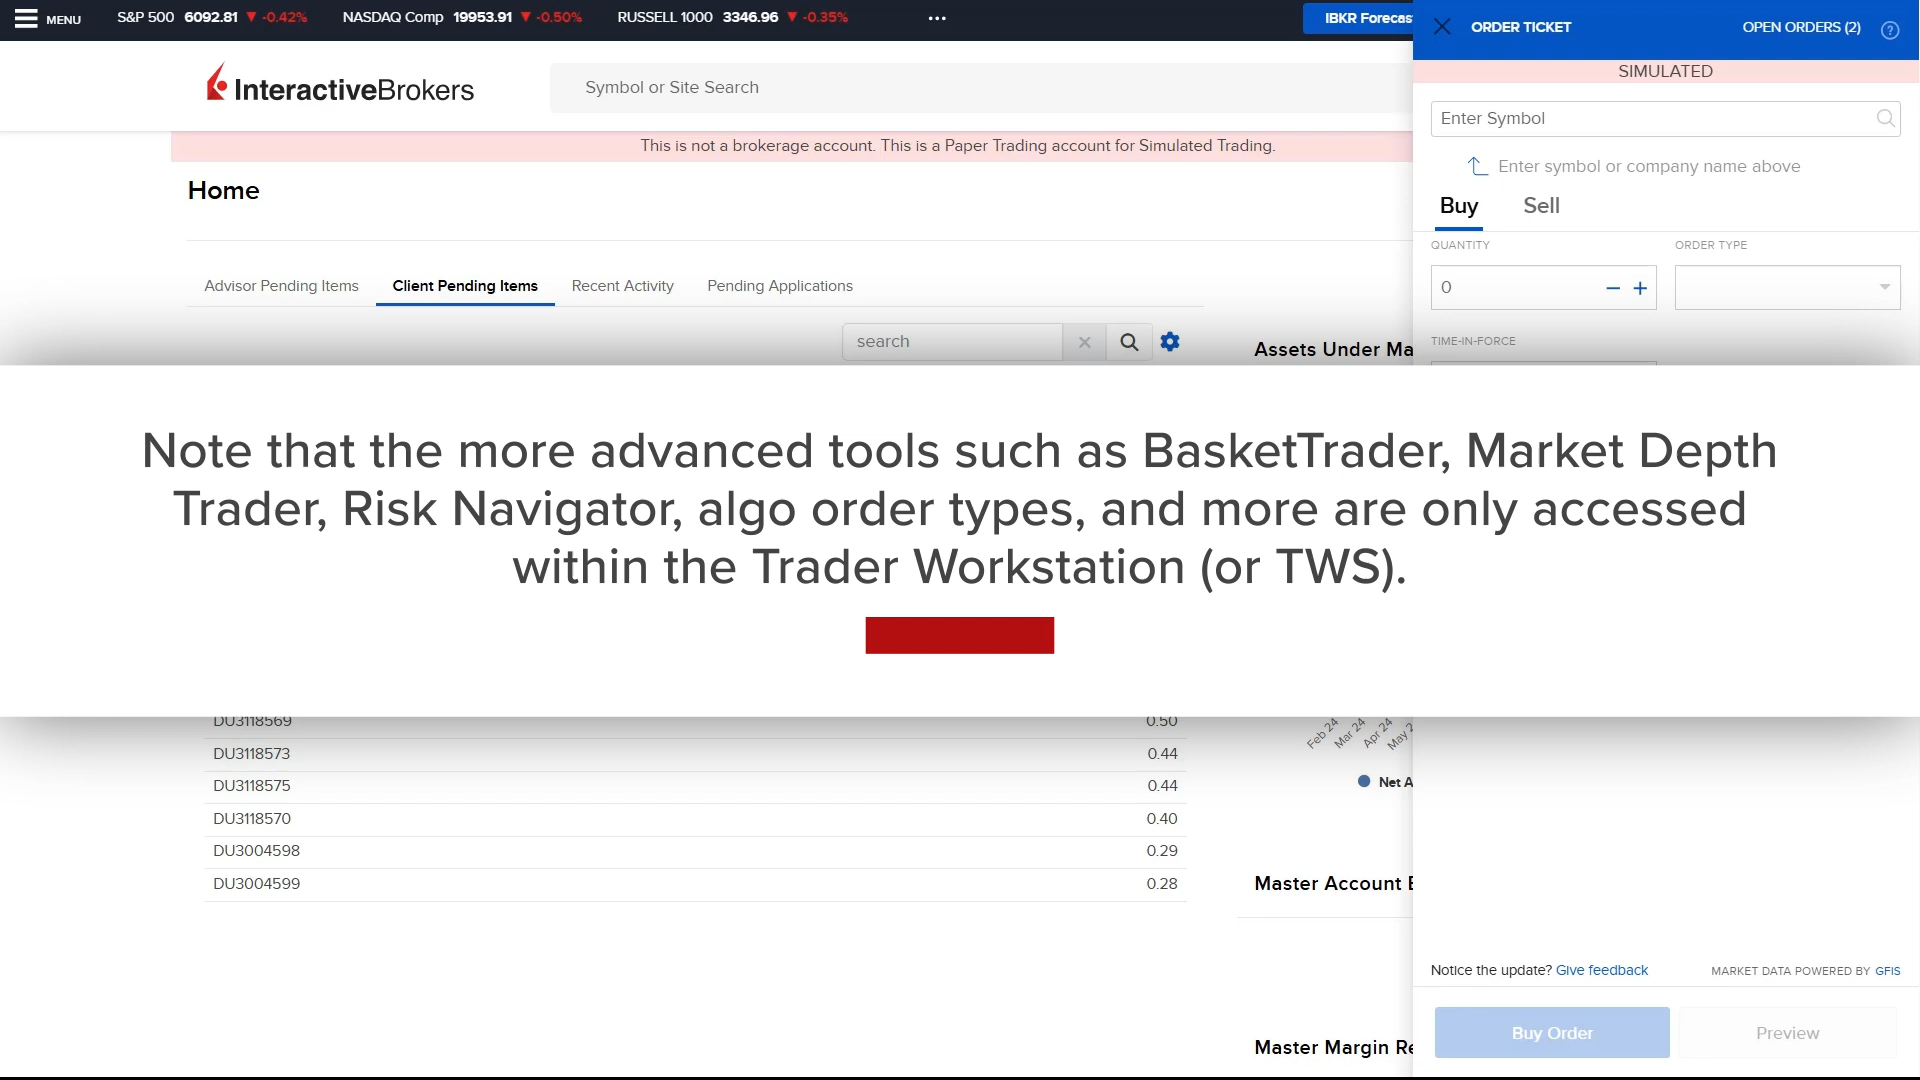 MENU
S&P 500 6092.81 ▼ -0.42%
NASDAQ Comp 19953.91 ▼ -0.50%
RUSSELL 1000 3346.96 ▼ -0.35%
•••
IBKR
ORDER TICKET
OPEN ORDERS (2)
?
InteractiveBrokers
Symbol or Site Search
SIMULATED
Enter Symbol
This is not a brokerage account. This is a Paper Trading account for Simulated Trading.
Enter symbol or company name above
Home
Buy
Sell
QUANTITY
ORDER TYPE
0
Advisor Pending Items
Client Pending Items
Recent Activity
Pending Applications
search
Assets Under
TIME-IN-FORCE
Note that the more advanced tools such as BasketTrader, Market Depth
Trader, Risk Navigator, algo order types, and more are only accessed
within the Trader Workstation (or TWS).
DU3118569 0.50
DU3118573 0.44
DU3118575 0.44
DU3118570 0.40
DU3004598 0.29
DU3004599 0.28
Feb 24
Mar 24
Apr 24
May
Net
Master Account
Master Margin
Notice the update? Give feedback
MARKET DATA POWERED BY GFIS
Buy Order
Preview